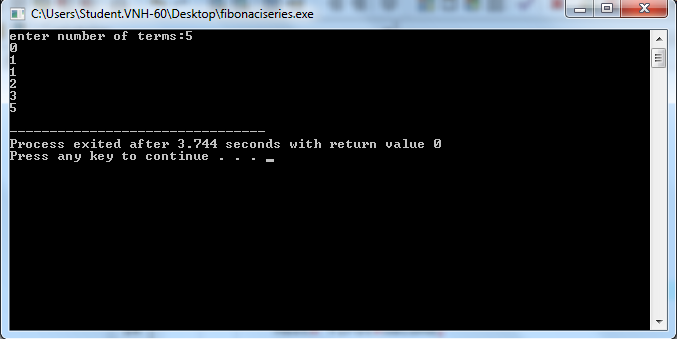 C:\Users\Student.VNH-60\Desktop\fibonaciseries.exe
enter number of terms:5
0
1
1
2
3
5
--------------------------------
Process exited after 3.744 seconds with return value 0
Press any key to continue . . .